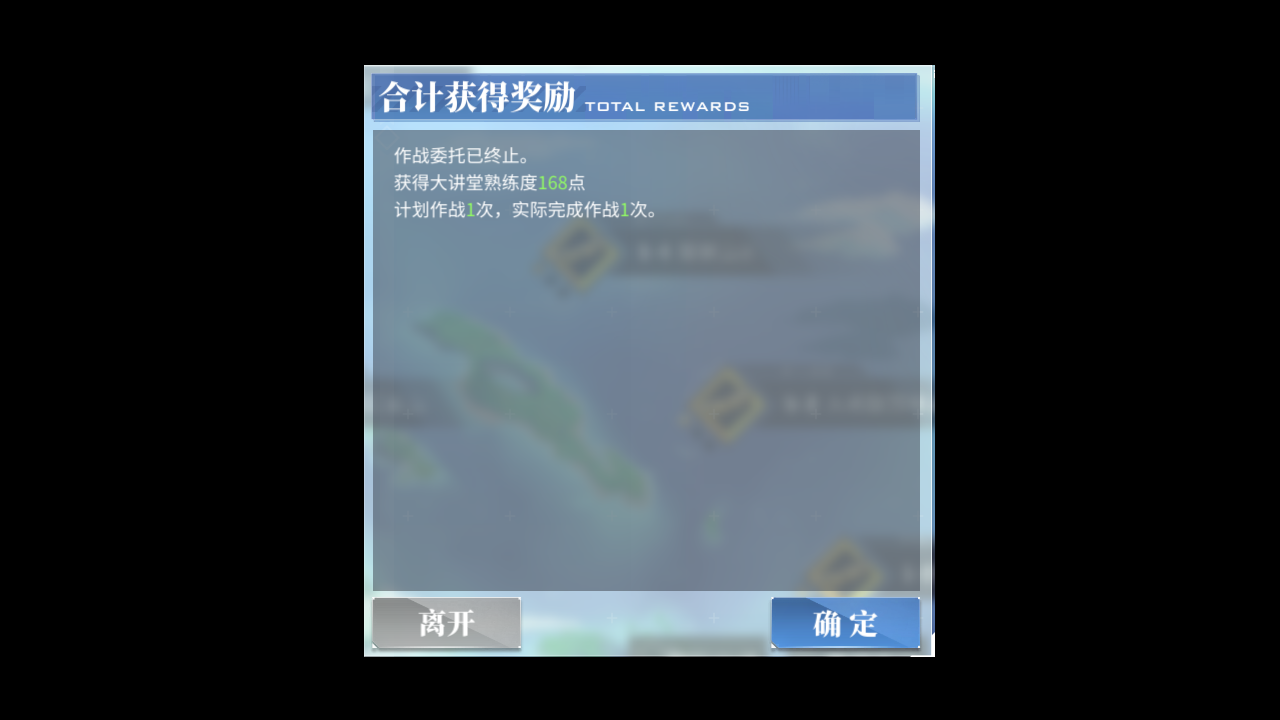 合计获得奖励 TOTAL REWARDS
作战委托已终止。
获得大讲堂熟练度168点
计划作战1次，实际完成作战1次。
离开
确定